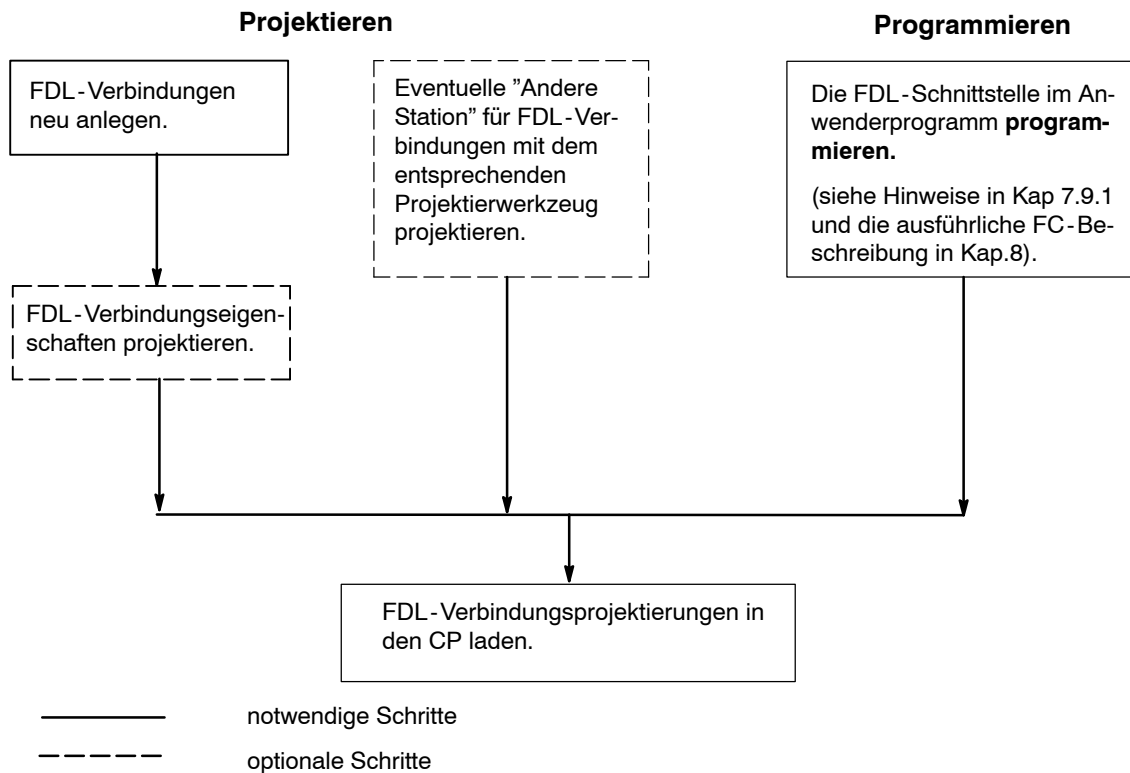 Projektieren
Programmieren
FDL-Verbindungen
neu anlegen.
Eventuelle ”Andere
Station” für FDL-Ver-
bindungen mit dem
entsprechenden
Projektierwerkzeug
projektieren.
Die FDL-Schnittstelle im An-
wenderprogramm program-
mieren.
(siehe Hinweise in Kap 7.9.1
und die ausführliche FC-Be-
schreibung in Kap.8).
FDL-Verbindungseigen-
schaften projektieren.
FDL-Verbindungsprojektierungen in
den CP laden.
notwendige Schritte
optionale Schritte